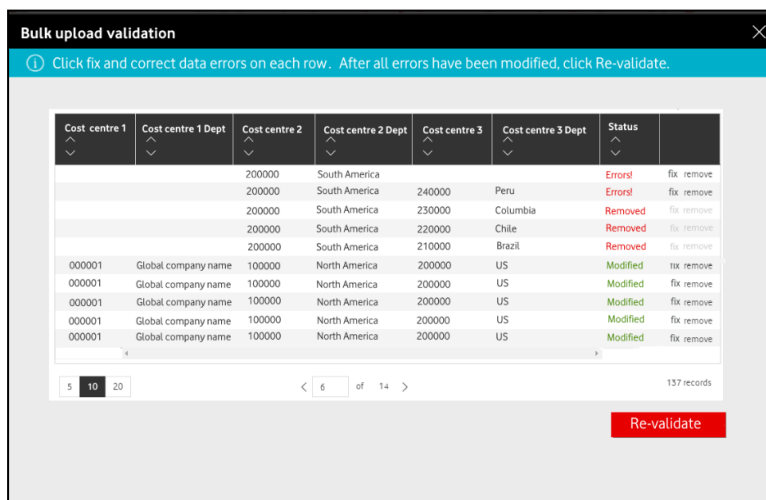 Bulk upload validation
Click fix and correct data errors on each row. After all errors have been modified, click Re-validate.
Cost centre 1 Cost centre 1 Dept Cost centre 2 Cost centre 2 Dept Cost centre 3 Cost centre 3 Dept Status
200000 South America Errors! fix remove
200000 South America 240000 Peru Errors! fix remove
200000 South America 230000 Columbia Removed fix remove
200000 South America 220000 Chile Removed fix remove
200000 South America 210000 Brazil Removed fix remove
000001 Global company name 100000 North America 200000 US Modified fix remove
000001 Global company name 100000 North America 200000 US Modified fix remove
000001 Global company name 100000 North America 200000 US Modified fix remove
000001 Global company name 100000 North America 200000 US Modified fix remove
000001 Global company name 100000 North America 200000 US Modified fix remove
5 10 20 6 of 14 137 records
Re-validate